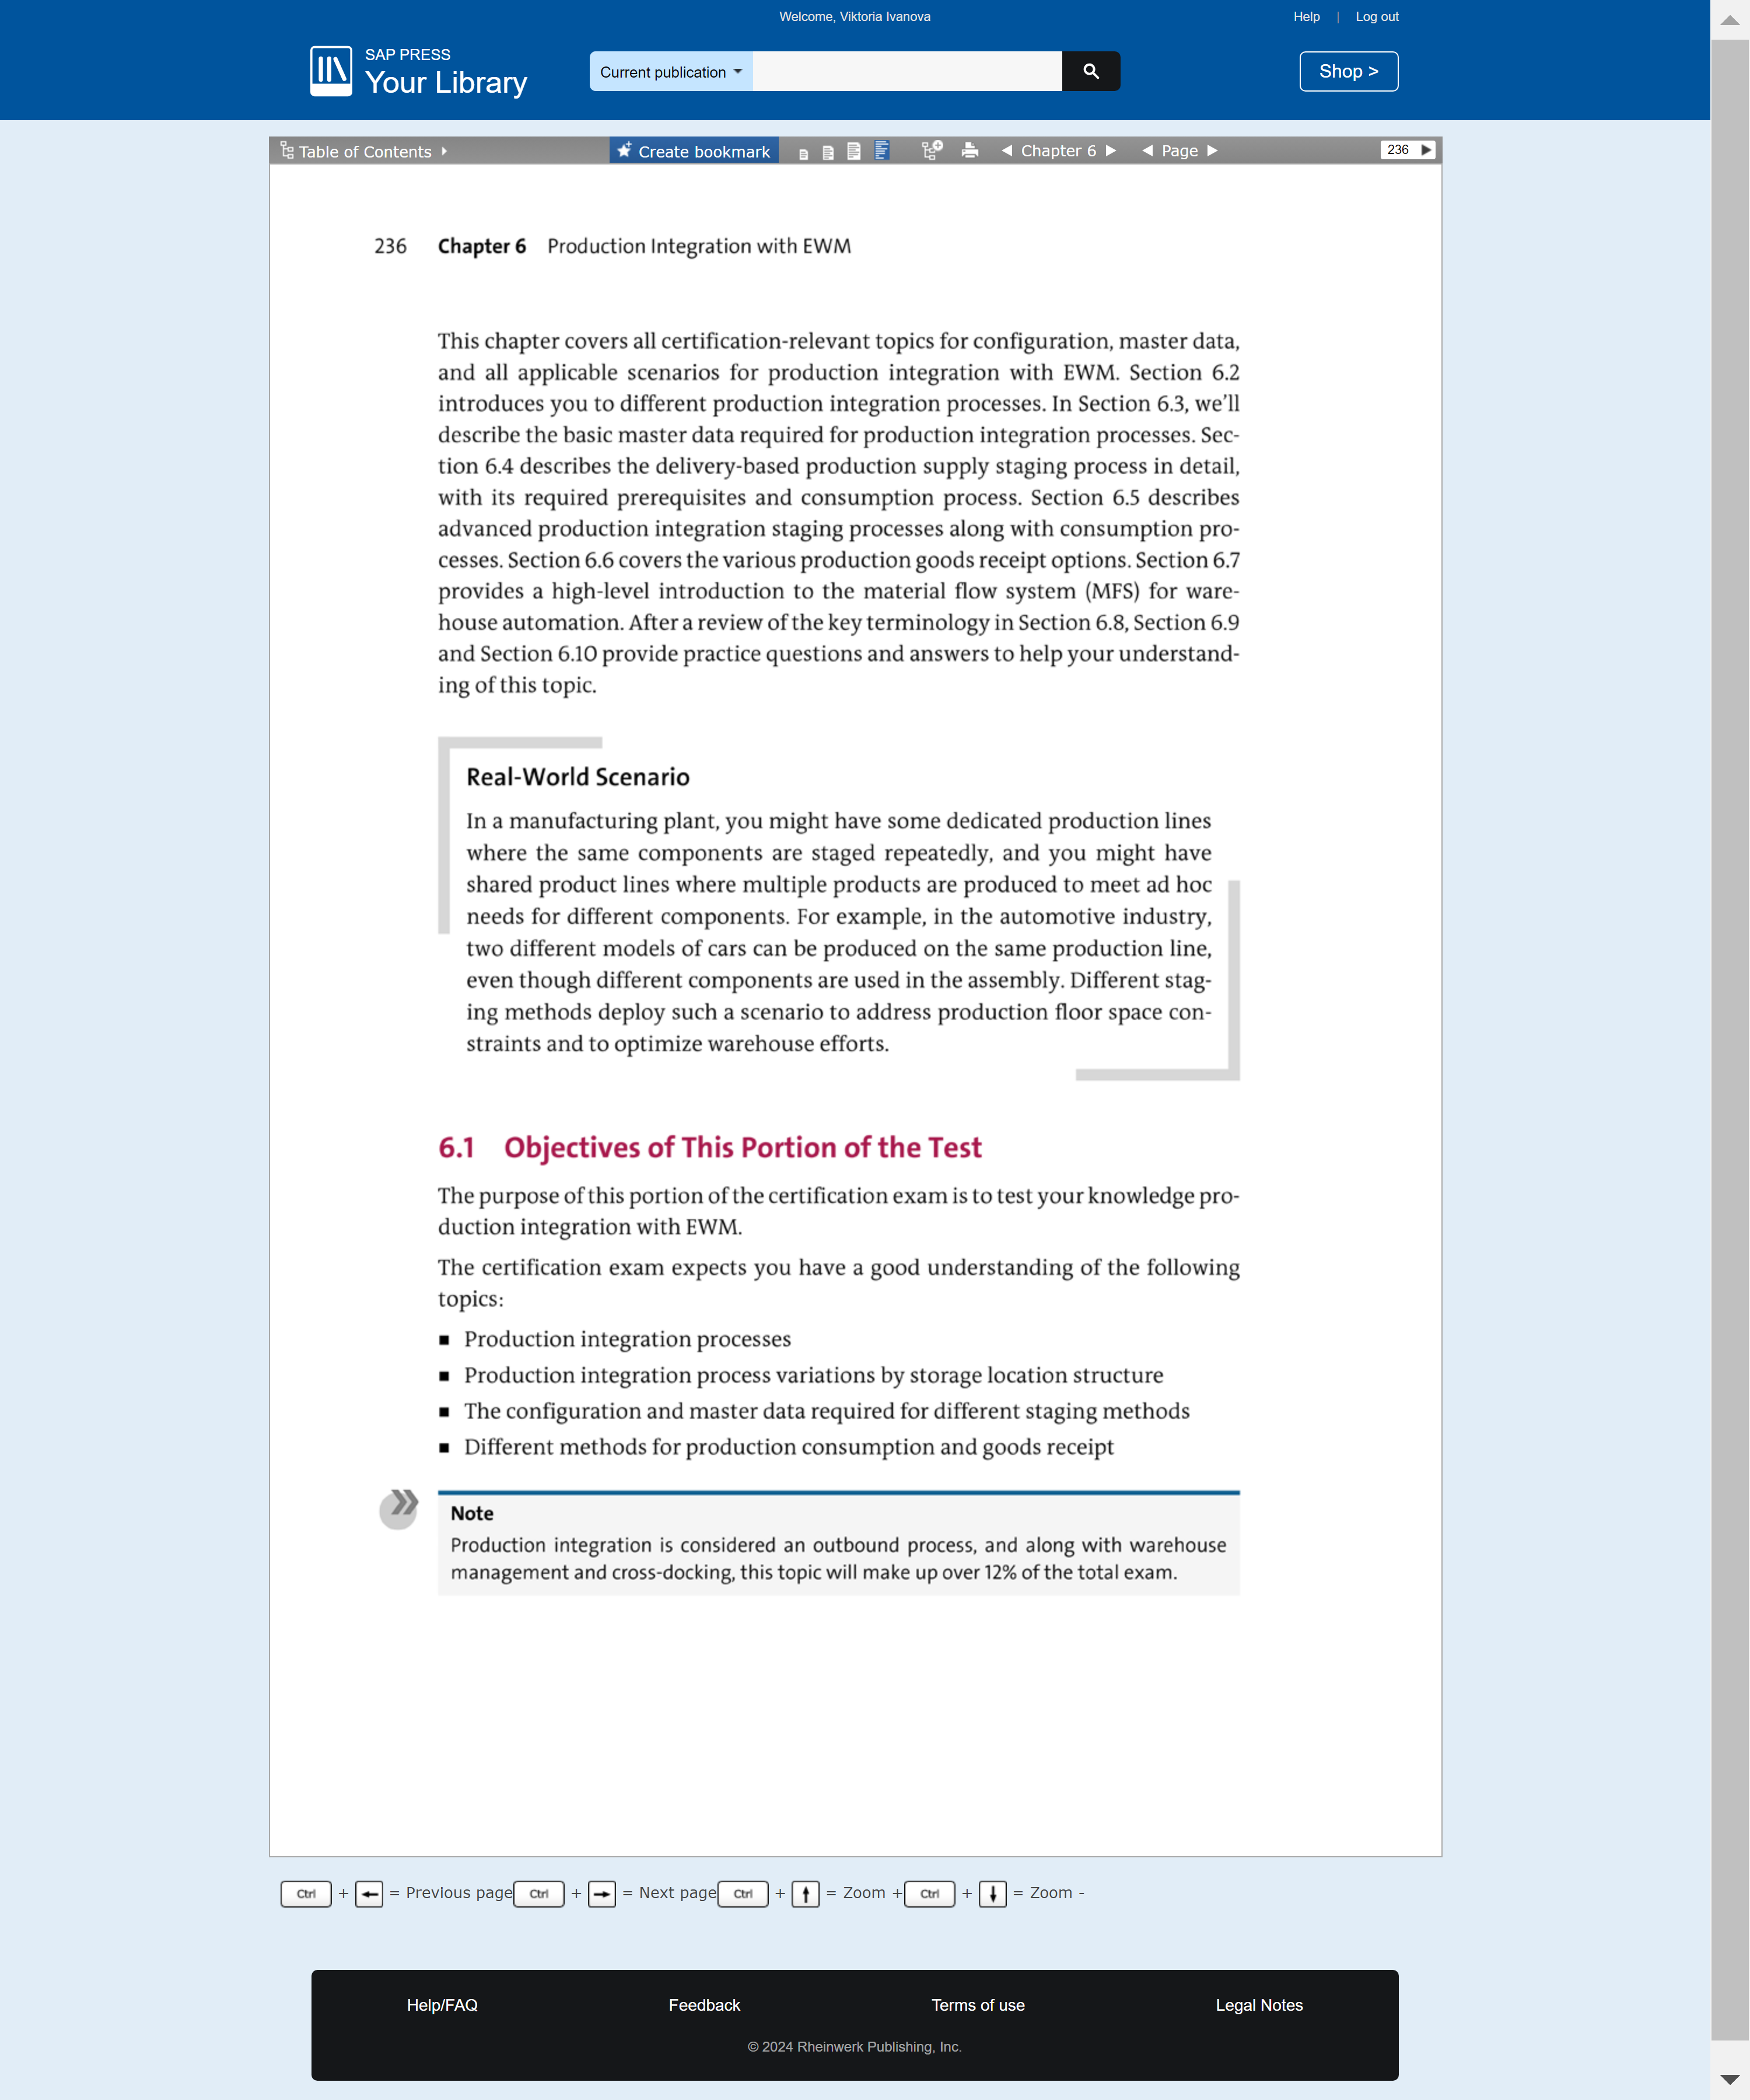 Welcome, Viktoria Ivanova
Help | Log out
SAP PRESS
Your Library
Current publication
Shop >
Table of Contents
Create bookmark
Chapter 6
Page
236
236 Chapter 6 Production Integration with EWM
This chapter covers all certification-relevant topics for configuration, master data,
and all applicable scenarios for production integration with EWM. Section 6.2
introduces you to different production integration processes. In Section 6.3, we'll
describe the basic master data required for production integration processes. Sec-
tion 6.4 describes the delivery-based production supply staging process in detail,
with its required prerequisites and consumption process. Section 6.5 describes
advanced production integration staging processes along with consumption pro-
cesses. Section 6.6 covers the various production goods receipt options. Section 6.7
provides a high-level introduction to the material flow system (MFS) for ware-
house automation. After a review of the key terminology in Section 6.8, Section 6.9
and Section 6.10 provide practice questions and answers to help your understand-
ing of this topic.
Real-World Scenario
In a manufacturing plant, you might have some dedicated production lines
where the same components are staged repeatedly, and you might have
shared product lines where multiple products are produced to meet ad hoc
needs for different components. For example, in the automotive industry,
two different models of cars can be produced on the same production line,
even though different components are used in the assembly. Different stag-
ing methods deploy such a scenario to address production floor space con-
straints and to optimize warehouse efforts.
6.1 Objectives of This Portion of the Test
The purpose of this portion of the certification exam is to test your knowledge pro-
duction integration with EWM.
The certification exam expects you have a good understanding of the following
topics:
■ Production integration processes
■ Production integration process variations by storage location structure
■ The configuration and master data required for different staging methods
■ Different methods for production consumption and goods receipt
Note
Production integration is considered an outbound process, and along with warehouse
management and cross-docking, this topic will make up over 12% of the total exam.
Ctrl + ← = Previous page Ctrl + → = Next page Ctrl + ↑ = Zoom + Ctrl + ↓ = Zoom -
Help/FAQ Feedback Terms of use Legal Notes
© 2024 Rheinwerk Publishing, Inc.